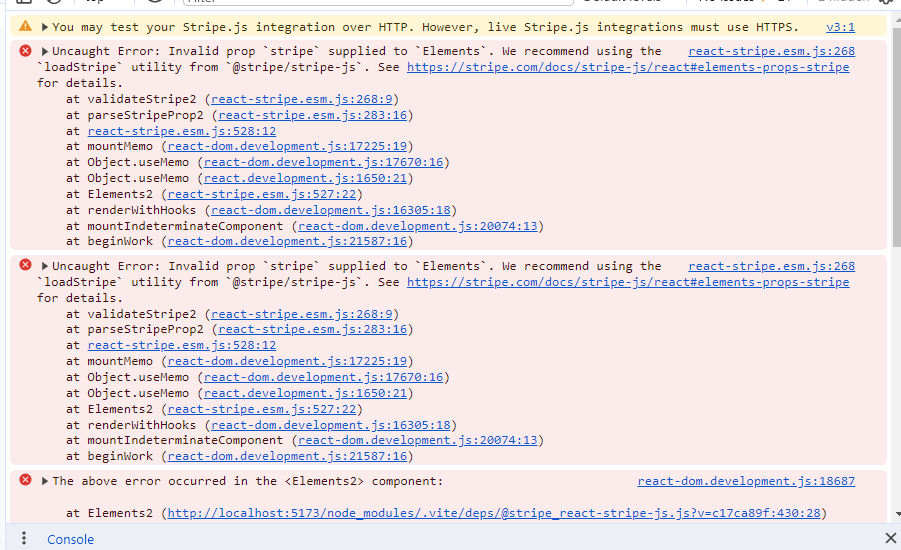 You may test your Stripe.js integration over HTTP. However, live Stripe.js integrations must use HTTPS. v3:1
Uncaught Error: Invalid prop `stripe` supplied to `Elements`. We recommend using the react-stripe.esm.js:268
`loadStripe` utility from `@stripe/stripe-js`. See https://stripe.com/docs/stripe-js/react#elements-props-stripe
for details.
at validateStripe2 (react-stripe.esm.js:268:9)
at parseStripeProp2 (react-stripe.esm.js:283:16)
at react-stripe.esm.js:528:12
at mountMemo (react-dom.development.js:17225:19)
at Object.useMemo (react-dom.development.js:17670:16)
at Object.useMemo (react.development.js:1650:21)
at Elements2 (react-stripe.esm.js:527:22)
at renderWithHooks (react-dom.development.js:16305:18)
at mountIndeterminateComponent (react-dom.development.js:20074:13)
at beginWork (react-dom.development.js:21587:16)
Uncaught Error: Invalid prop `stripe` supplied to `Elements`. We recommend using the react-stripe.esm.js:268
`loadStripe` utility from `@stripe/stripe-js`. See https://stripe.com/docs/stripe-js/react#elements-props-stripe
for details.
at validateStripe2 (react-stripe.esm.js:268:9)
at parseStripeProp2 (react-stripe.esm.js:283:16)
at react-stripe.esm.js:528:12
at mountMemo (react-dom.development.js:17225:19)
at Object.useMemo (react-dom.development.js:17670:16)
at Object.useMemo (react.development.js:1650:21)
at Elements2 (react-stripe.esm.js:527:22)
at renderWithHooks (react-dom.development.js:16305:18)
at mountIndeterminateComponent (react-dom.development.js:20074:13)
at beginWork (react-dom.development.js:21587:16)
The above error occurred in the <Elements2> component: react-dom.development.js:18687
at Elements2 (http://localhost:5173/node_modules/.vite/deps/@stripe_react-stripe-js.js?v=c17ca89f:430:28)
Console